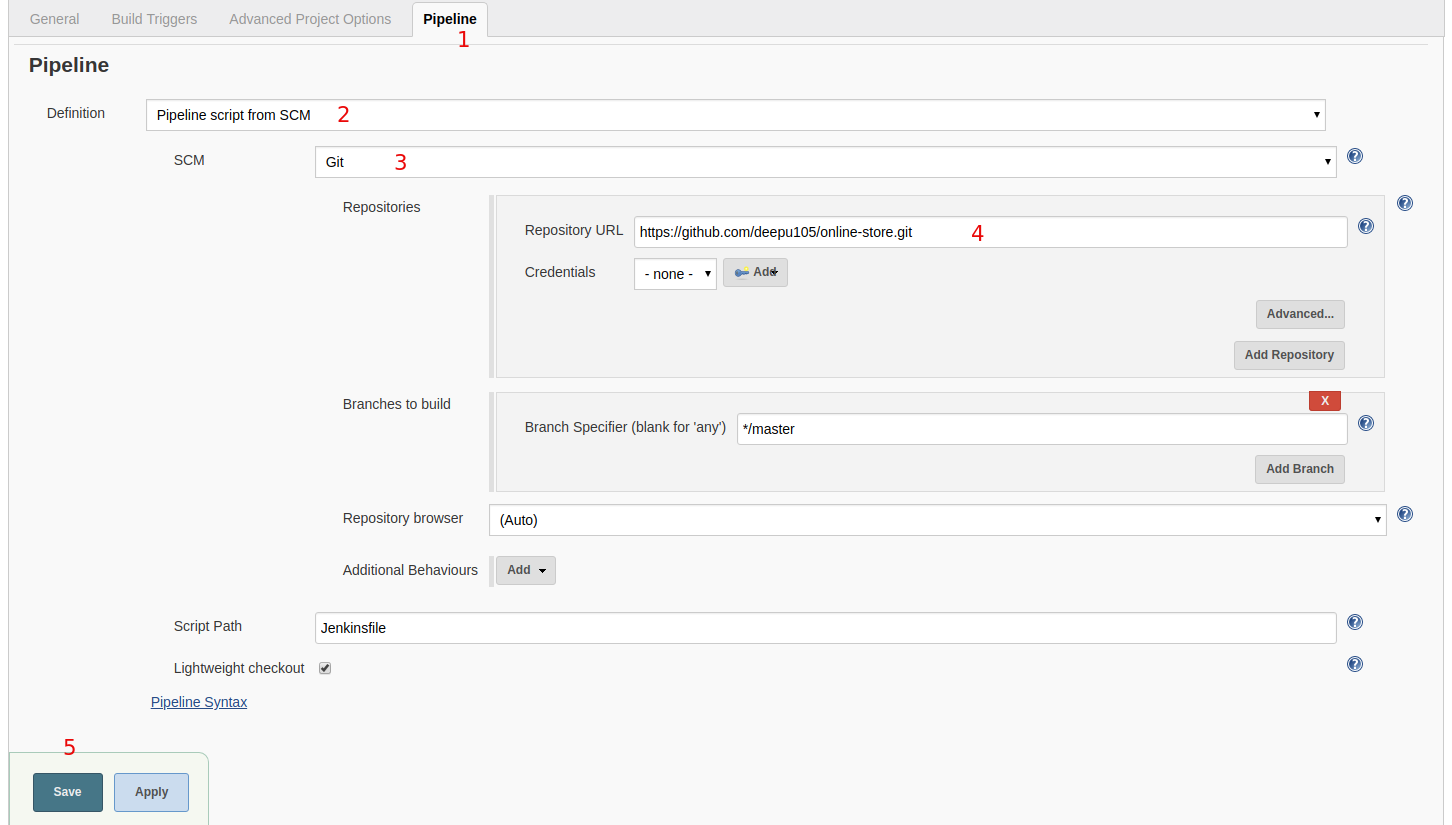 General Build Triggers Advanced Project Options Pipeline
1
Pipeline
Definition Pipeline script from SCM 2
SCM Git 3
Repositories
Repository URL https://github.com/deepu105/online-store.git 4
Credentials - none - Add
Advanced...
Add Repository
Branches to build X
Branch Specifier (blank for 'any') */master
Add Branch
Repository browser (Auto)
Additional Behaviours Add
Script Path Jenkinsfile
Lightweight checkout
Pipeline Syntax
5
Save Apply